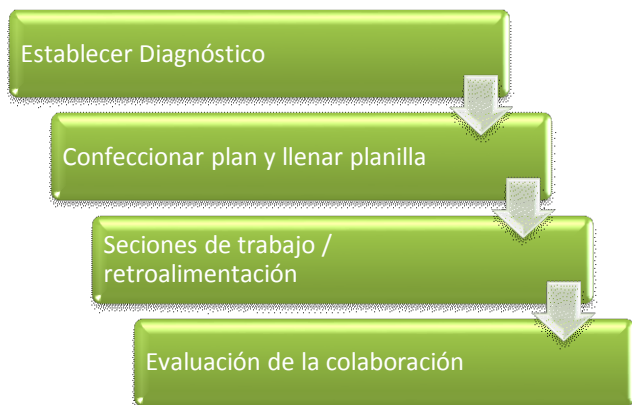 Establecer Diagnóstico
Confeccionar plan y llenar planilla
Seciones de trabajo /
retroalimentación
Evaluación de la colaboración